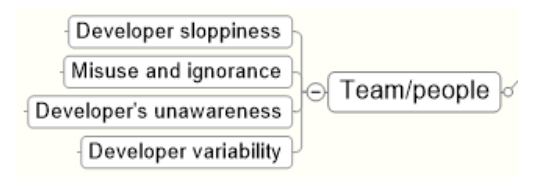 Developer sloppiness
Misuse and ignorance
Team/people
Developer's unawareness
Developer variability